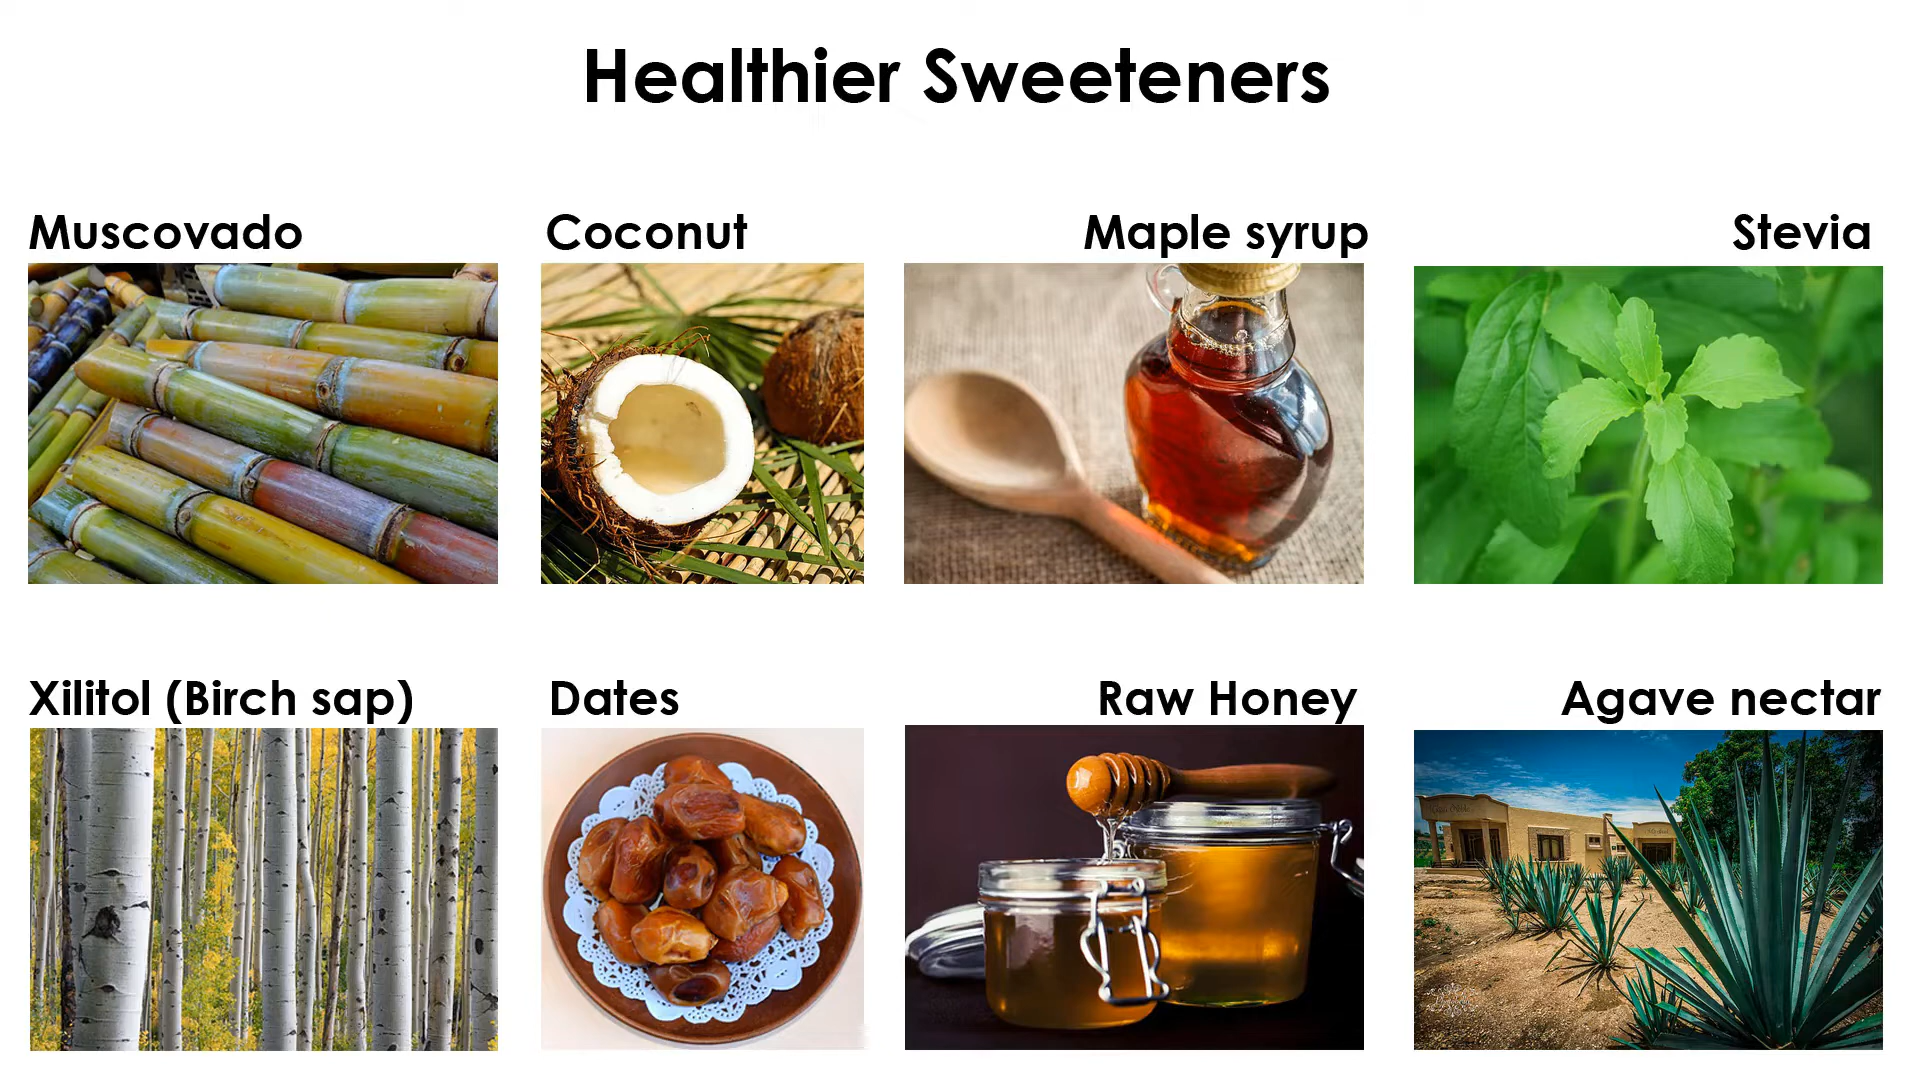 Healthier Sweeteners
Muscovado
Coconut
Maple syrup
Stevia
Xilitol (Birch sap)
Dates
Raw Honey
Agave nectar